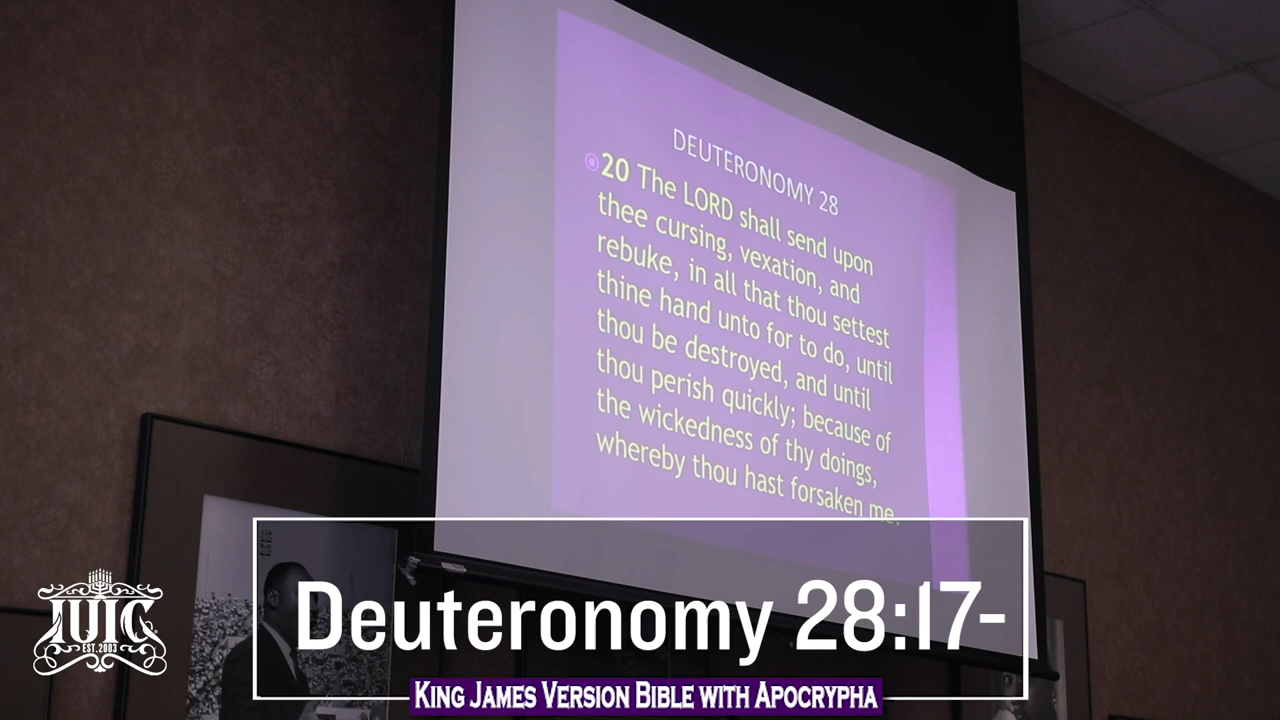 DEUTERONOMY 28
20 The LORD shall send upon
thee cursing, vexation, and
rebuke, in all that thou settest
thine hand unto for to do, until
thou be destroyed, and until
thou perish quickly; because of
the wickedness of thy doings,
whereby thou hast forsaken me.
Deuteronomy 28:17-
KING JAMES VERSION BIBLE WITH APOCRYPHA
IUIC
EST. 2003